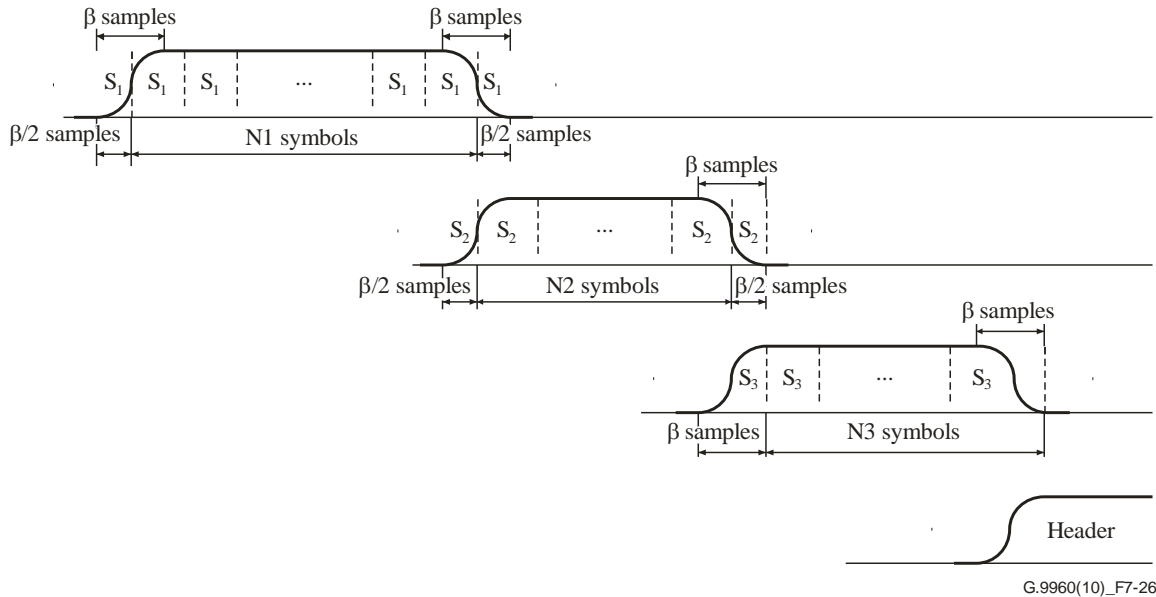 β samples β samples
S₁ S₁ S₁ ... S₁ S₁ S₁
β/2 samples N1 symbols β/2 samples
β samples
S₂ S₂ ... S₂ S₂
β/2 samples N2 symbols β/2 samples
β samples
S₃ S₃ ... S₃
β samples N3 symbols
Header
G.9960(10)_F7-26